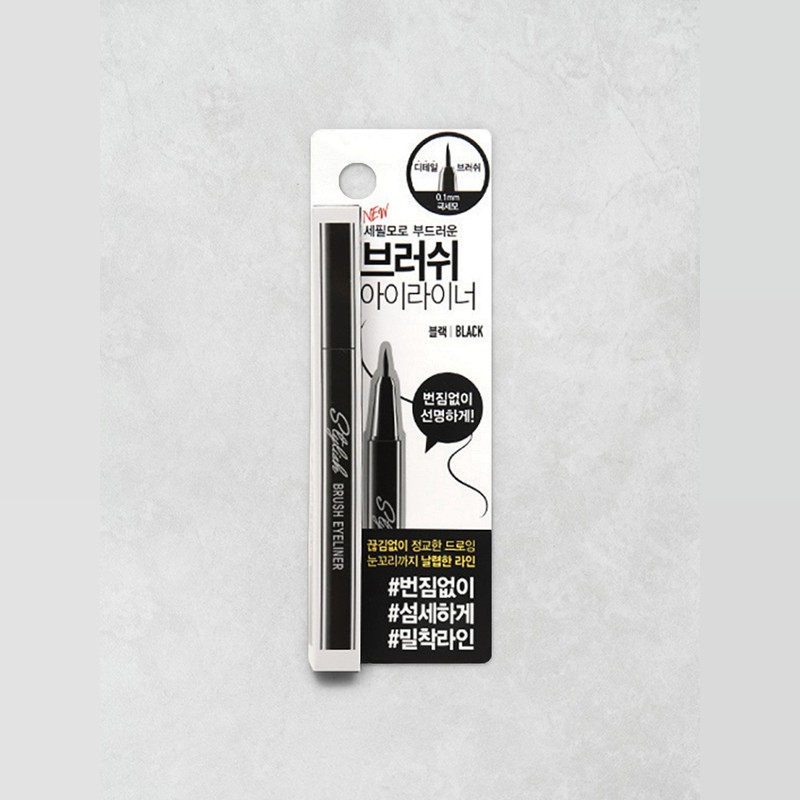 디테일 브러쉬
0.1mm
극세모
NEW
세필모로 부드러운
브러쉬
아이라이너
블랙 | BLACK
번짐없이
선명하게!
Stylish BRUSH EYELINER
끊김없이 정교한 드로잉
눈꼬리까지 날렵한 라인
#번짐없이
#섬세하게
#밀착라인